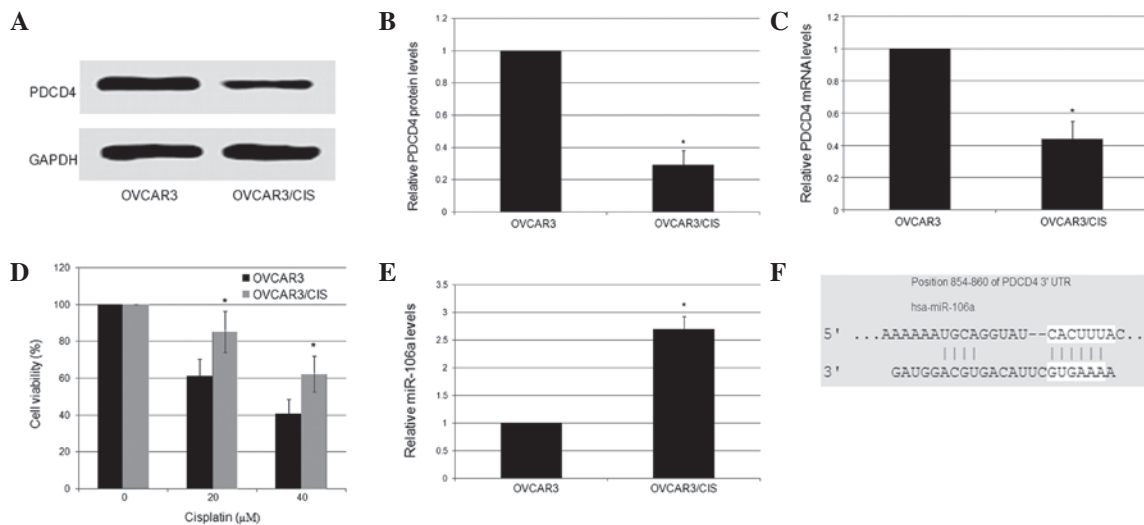 A
PDCD4
GAPDH
OVCAR3 OVCAR3/CIS
B
Relative PDCD4 protein levels
1.2
1
0.8
0.6
0.4
0.2
0
*
OVCAR3 OVCAR3/CIS
C
Relative PDCD4 mRNA levels
1.2
1
0.8
0.6
0.4
0.2
0
*
OVCAR3 OVCAR3/CIS
D
Cell viability (%)
120
100
80
60
40
20
0
OVCAR3
OVCAR3/CIS
*
*
0 20 40
Cisplatin (µM)
E
Relative miR-106a levels
3.5
3
2.5
2
1.5
1
0.5
0
*
OVCAR3 OVCAR3/CIS
F
Position 854-860 of PDCD4 3' UTR
hsa-miR-106a
5' ...AAAAAAUGCAGGUAU--CACUUUAC..
3' GAUGGACGUGACAUUCGUGAAAA